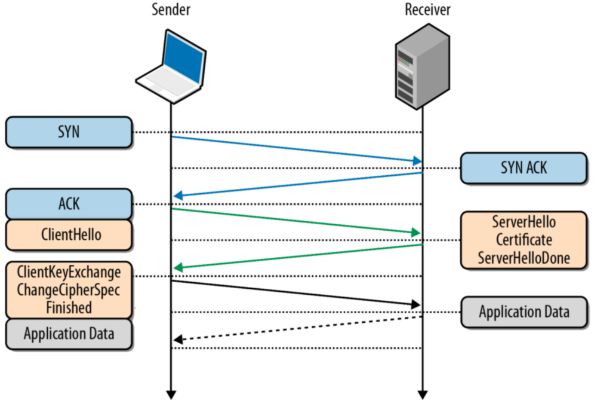 Sender
Receiver
SYN
SYN ACK
ACK
ClientHello
ServerHello
Certificate
ServerHelloDone
ClientKeyExchange
ChangeCipherSpec
Finished
Application Data
Application Data